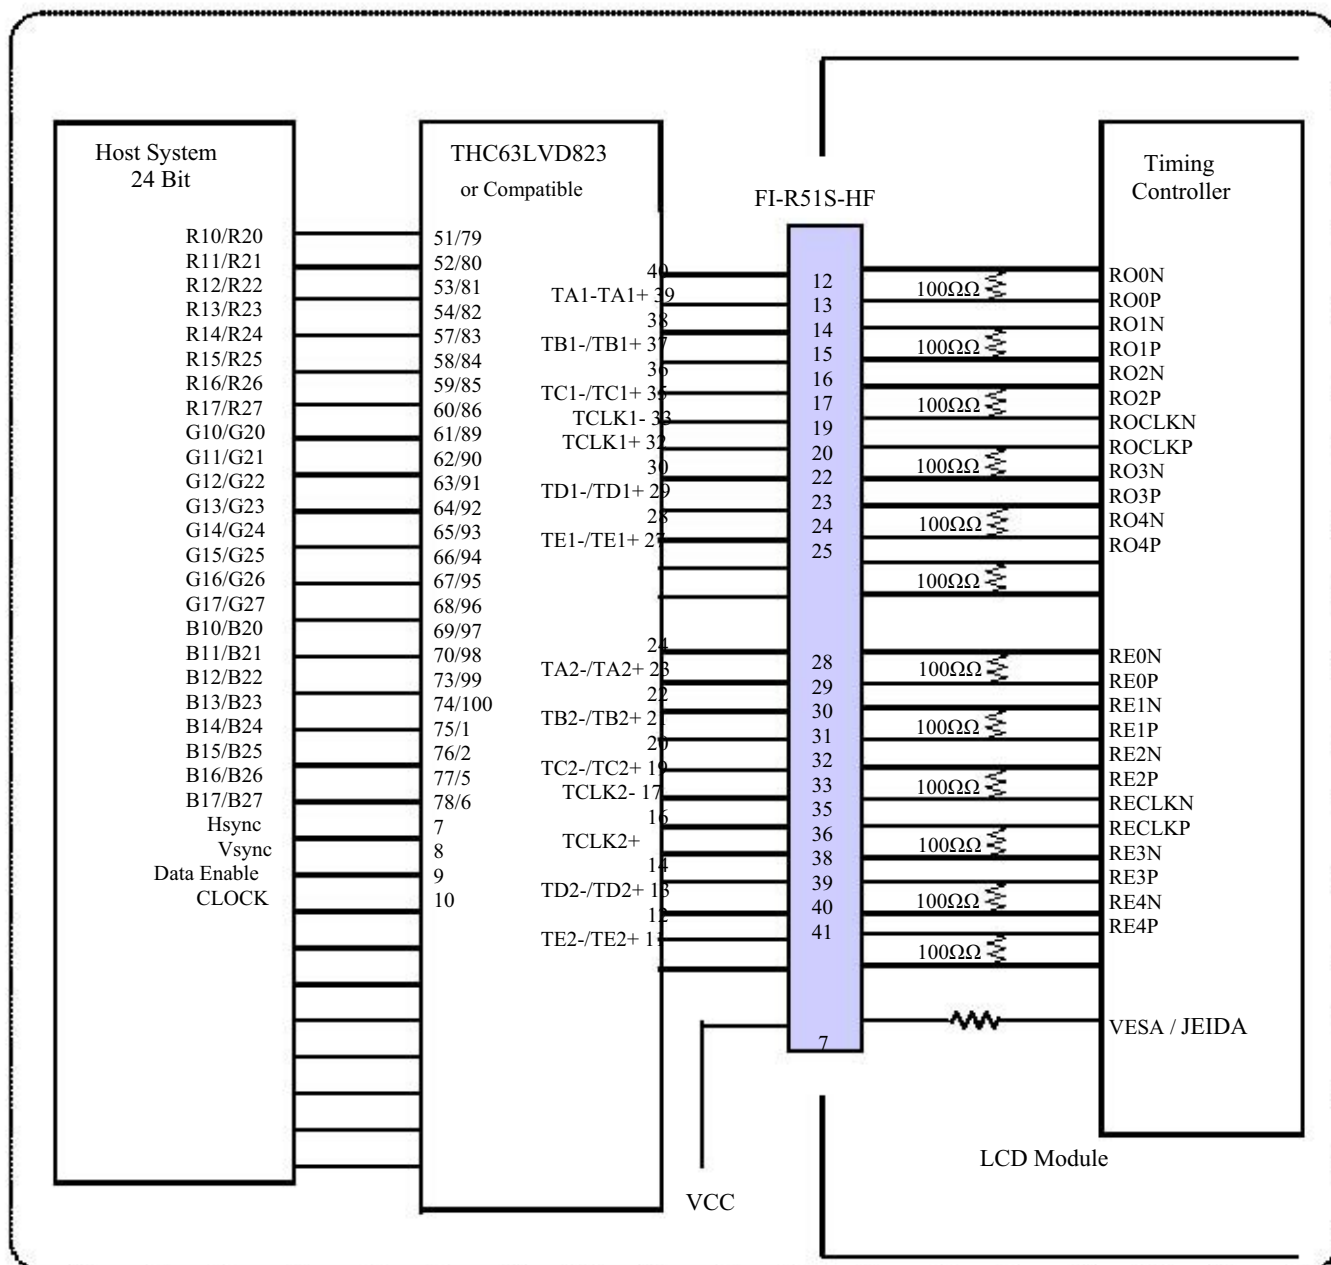 Host System
24 Bit
R10/R20
R11/R21
R12/R22
R13/R23
R14/R24
R15/R25
R16/R26
R17/R27
G10/G20
G11/G21
G12/G22
G13/G23
G14/G24
G15/G25
G16/G26
G17/G27
B10/B20
B11/B21
B12/B22
B13/B23
B14/B24
B15/B25
B16/B26
B17/B27
Hsync
Vsync
Data Enable
CLOCK
THC63LVD823
or Compatible
51/79
52/80
53/81
54/82
57/83
58/84
59/85
60/86
61/89
62/90
63/91
64/92
65/93
66/94
67/95
68/96
69/97
70/98
73/99
74/100
75/1
76/2
77/5
78/6
7
8
9
10
40
TA1-TA1+ 39
38
TB1-/TB1+ 37
36
TC1-/TC1+ 35
TCLK1- 33
TCLK1+ 32
30
TD1-/TD1+ 29
28
TE1-/TE1+ 27
24
TA2-/TA2+ 23
22
TB2-/TB2+ 21
20
TC2-/TC2+ 19
TCLK2- 17
16
TCLK2+
14
TD2-/TD2+ 13
12
TE2-/TE2+ 11
VCC
FI-R51S-HF
12
13
14
15
16
17
19
20
22
23
24
25
28
29
30
31
32
33
35
36
38
39
40
41
7
100ΩΩ
100ΩΩ
100ΩΩ
100ΩΩ
100ΩΩ
100ΩΩ
100ΩΩ
100ΩΩ
100ΩΩ
100ΩΩ
100ΩΩ
100ΩΩ
Timing
Controller
RO0N
RO0P
RO1N
RO1P
RO2N
RO2P
ROCLKN
ROCLKP
RO3N
RO3P
RO4N
RO4P
RE0N
RE0P
RE1N
RE1P
RE2N
RE2P
RECLKN
RECLKP
RE3N
RE3P
RE4N
RE4P
VESA / JEIDA
LCD Module